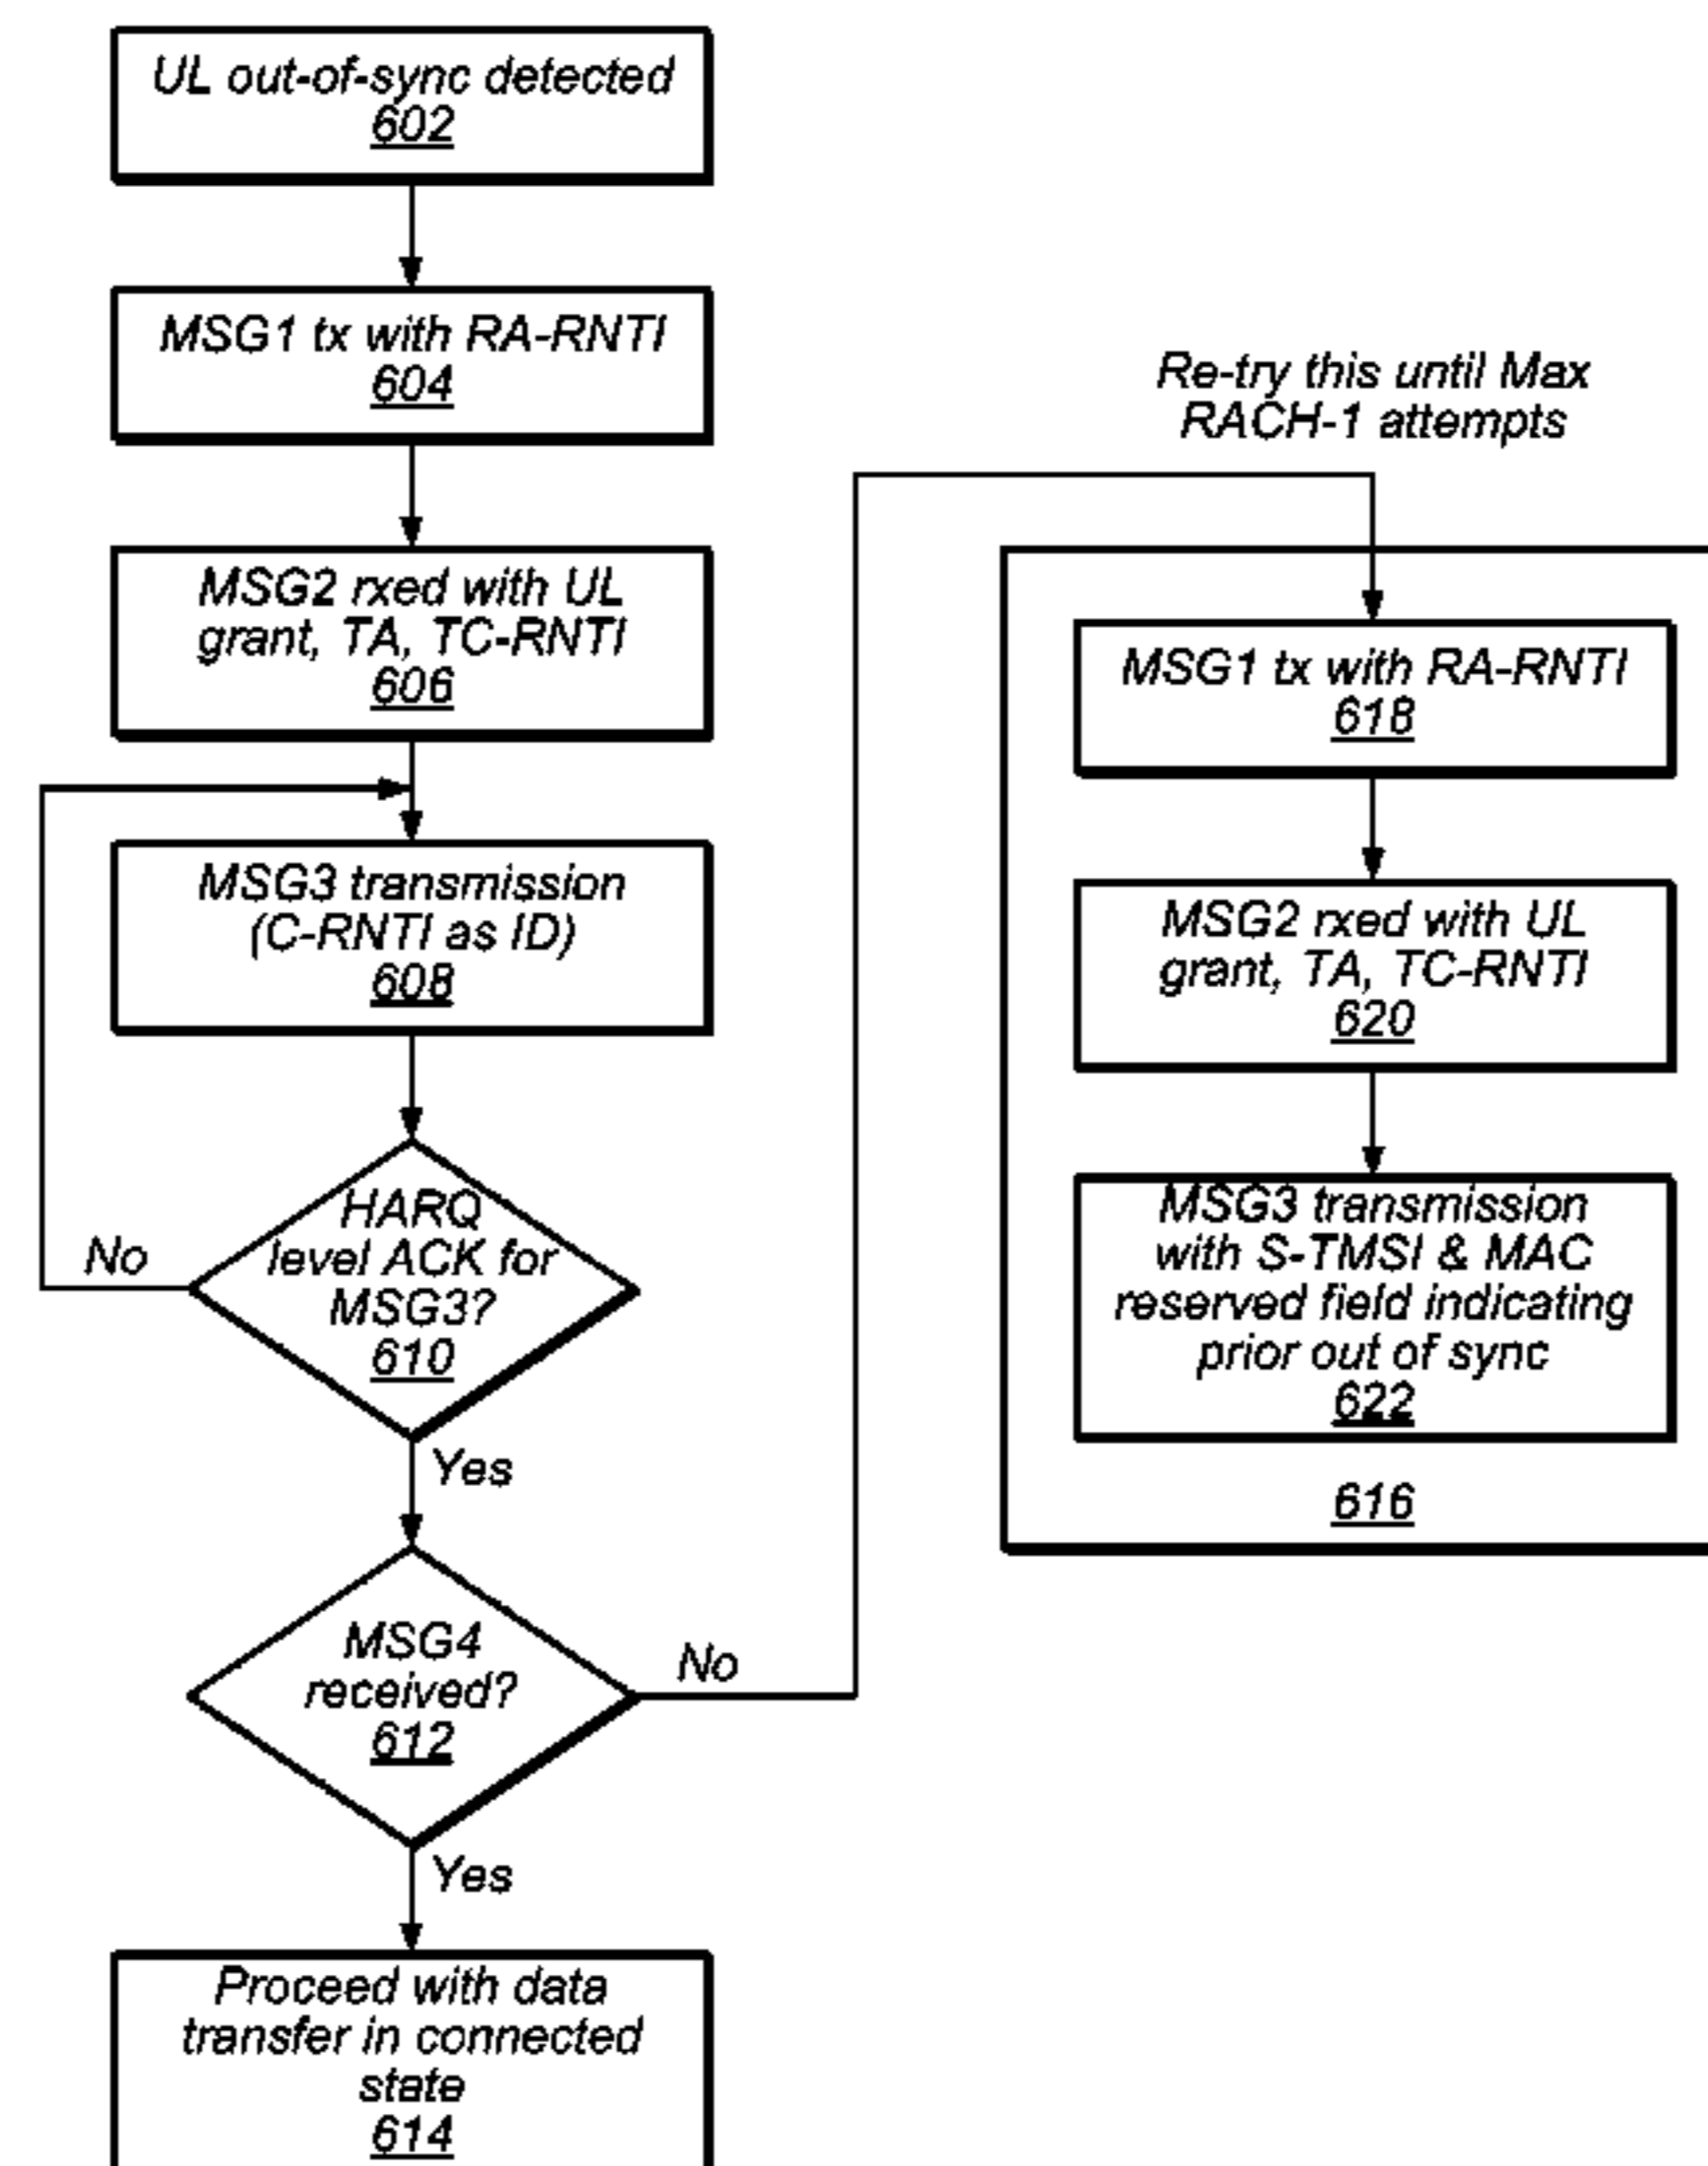 UL out-of-sync detected
602
MSG1 tx with RA-RNTI
604
MSG2 rxed with UL
grant, TA, TC-RNTI
606
MSG3 transmission
(C-RNTI as ID)
608
HARQ
level ACK for
MSG3?
610
No
Yes
MSG4
received?
612
No
Yes
Proceed with data
transfer in connected
state
614
Re-try this until Max
RACH-1 attempts
MSG1 tx with RA-RNTI
618
MSG2 rxed with UL
grant, TA, TC-RNTI
620
MSG3 transmission
with S-TMSI & MAC
reserved field indicating
prior out of sync
622
616